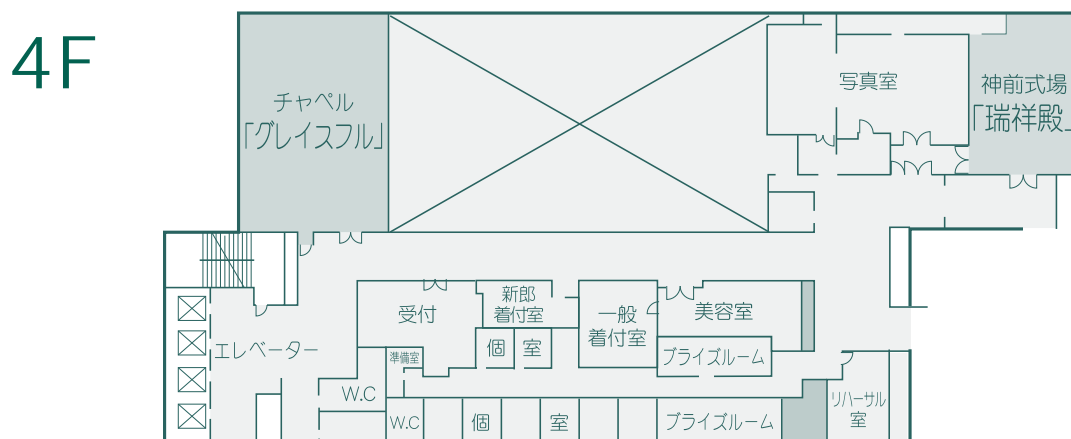 4F
チャペル
「グレイスフル」
写真室
神前式場
「瑞祥殿」
新郎
着付室
受付
一般
着付室
美容室
個
室
準備室
ブライズルーム
エレベーター
W.C
リハーサル
室
W.C
個
室
ブライズルーム